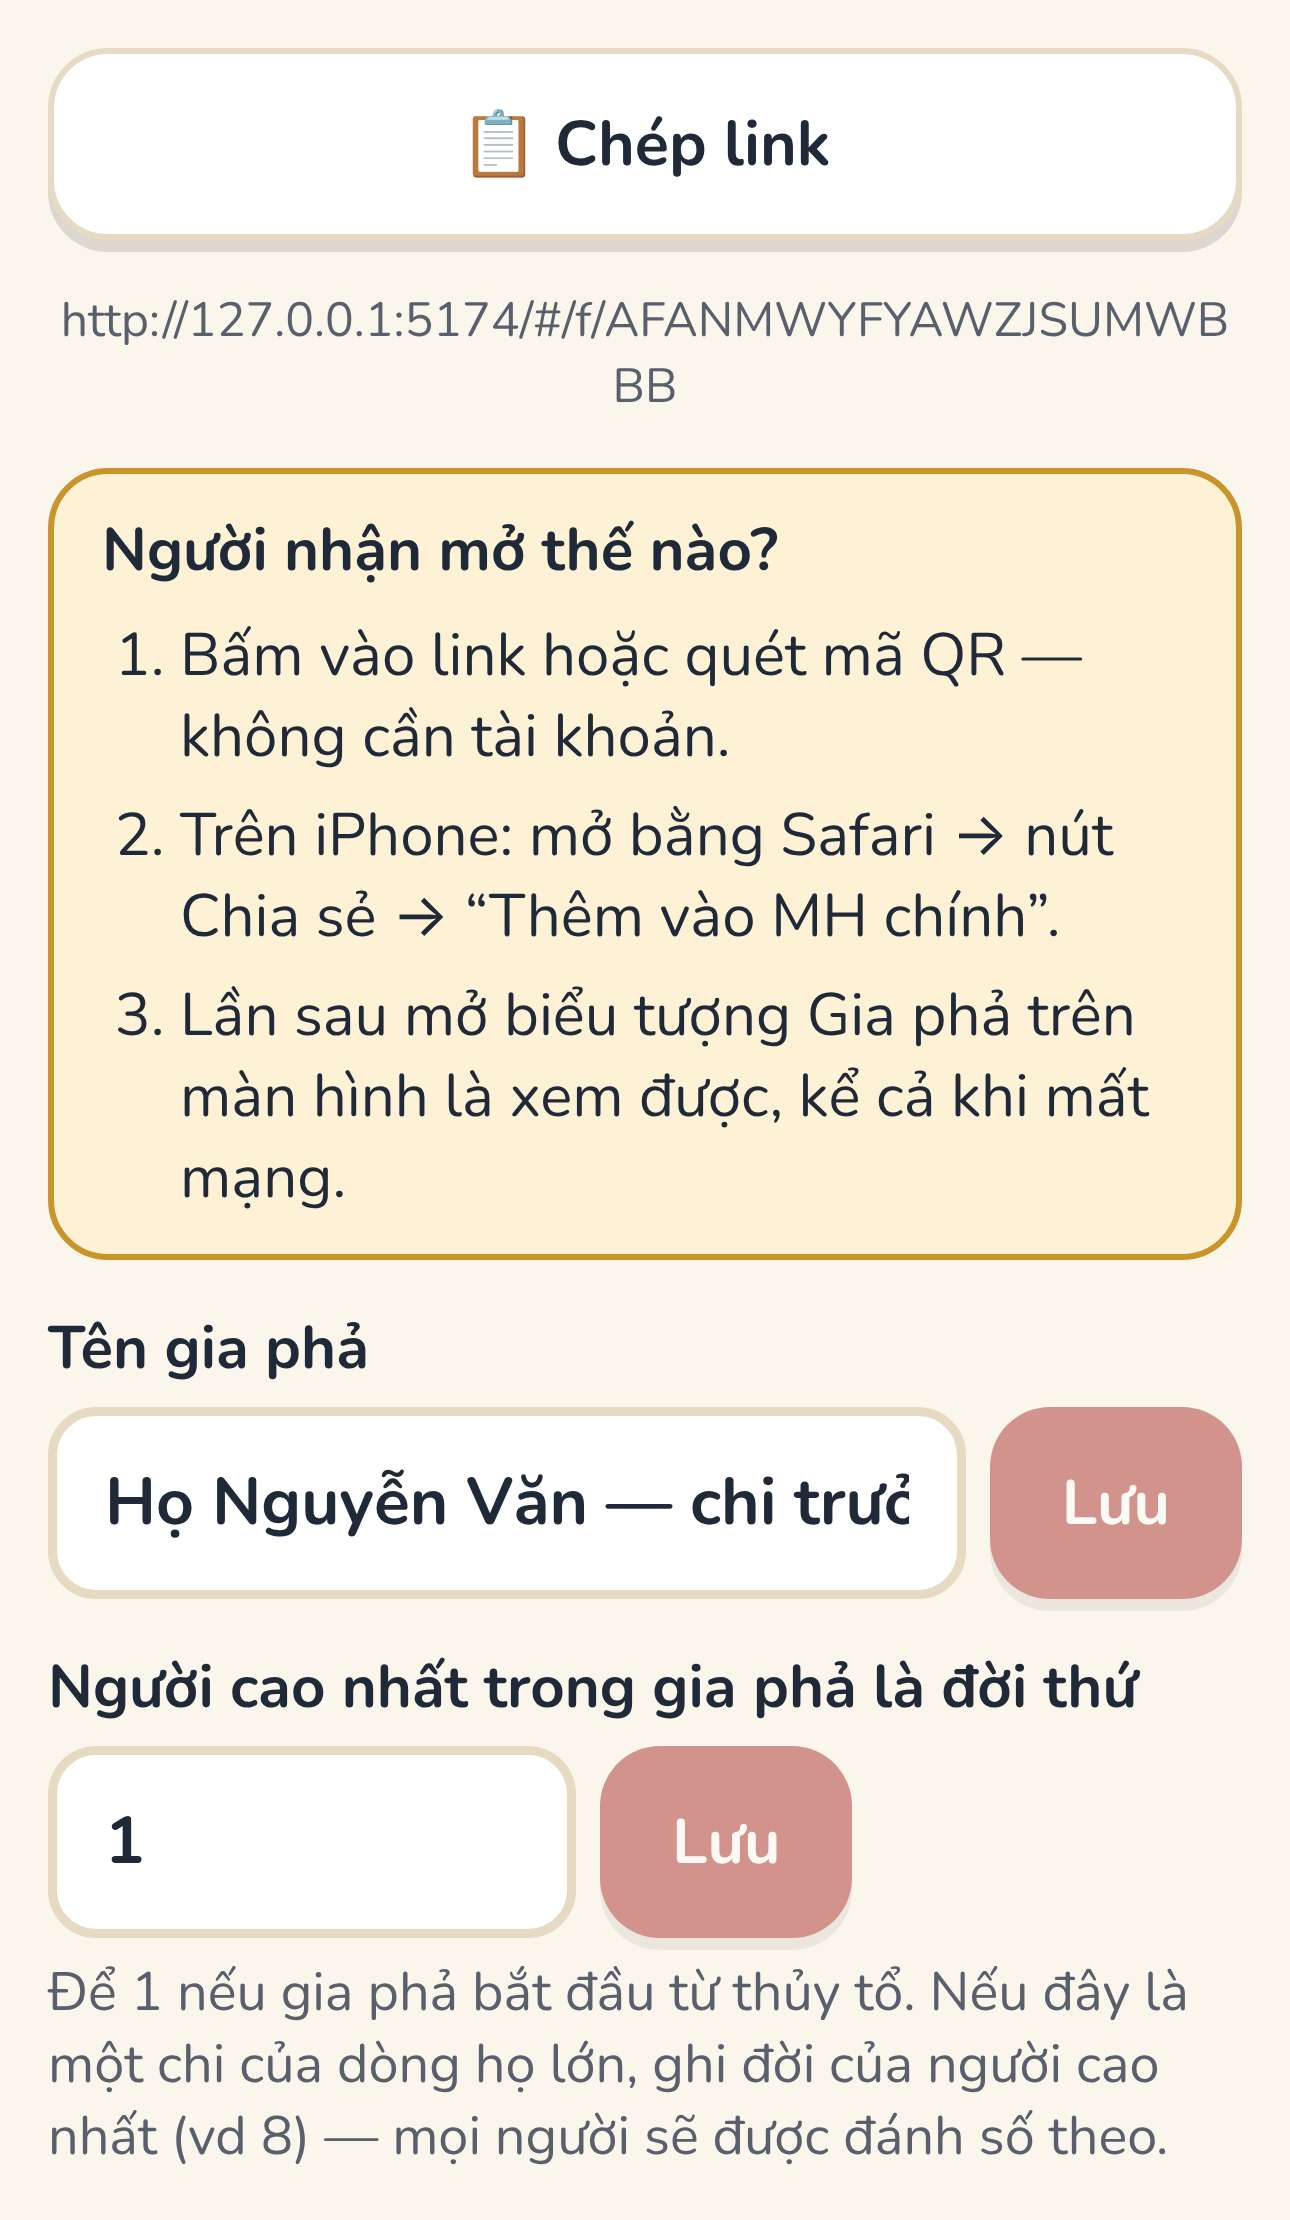 Chép link
http://127.0.0.1:5174/#/f/AFANMWYFYAWZJSUMWB
BB
Người nhận mở thế nào?
1. Bấm vào link hoặc quét mã QR —
không cần tài khoản.
2. Trên iPhone: mở bằng Safari → nút
Chia sẻ → “Thêm vào MH chính”.
3. Lần sau mở biểu tượng Gia phả trên
màn hình là xem được, kể cả khi mất
mạng.
Tên gia phả
Họ Nguyễn Văn — chi
Lưu
Người cao nhất trong gia phả là đời thứ
1
Lưu
Để 1 nếu gia phả bắt đầu từ thủy tổ. Nếu đây là
một chi của dòng họ lớn, ghi đời của người cao
nhất (vd 8) — mọi người sẽ được đánh số theo.